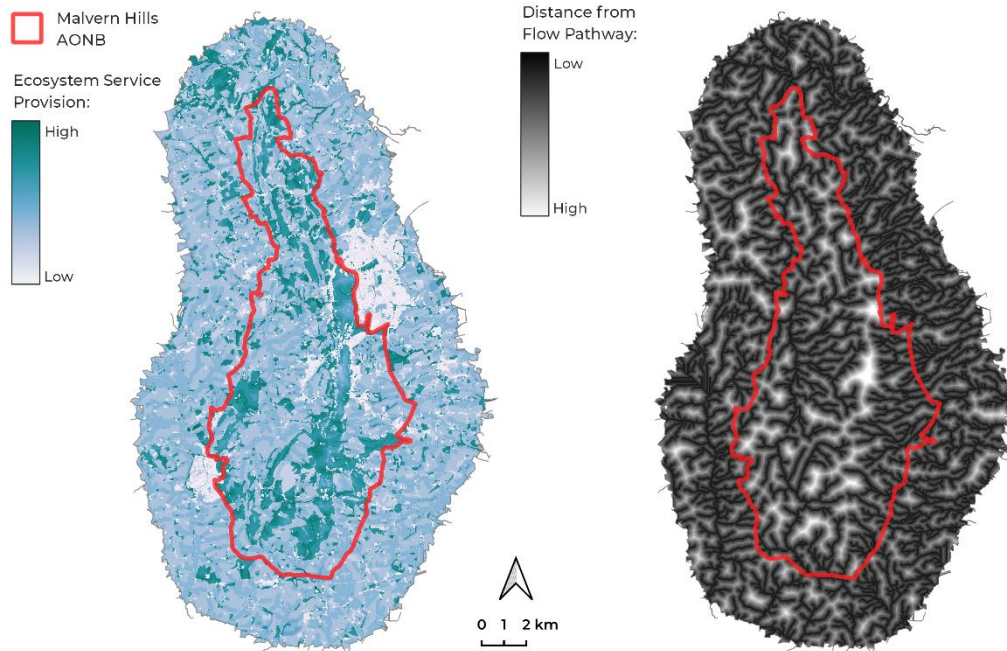 Malvern Hills
AONB
Ecosystem Service
Provision:
High
Low
Distance from
Flow Pathway:
Low
High
0 1 2 km